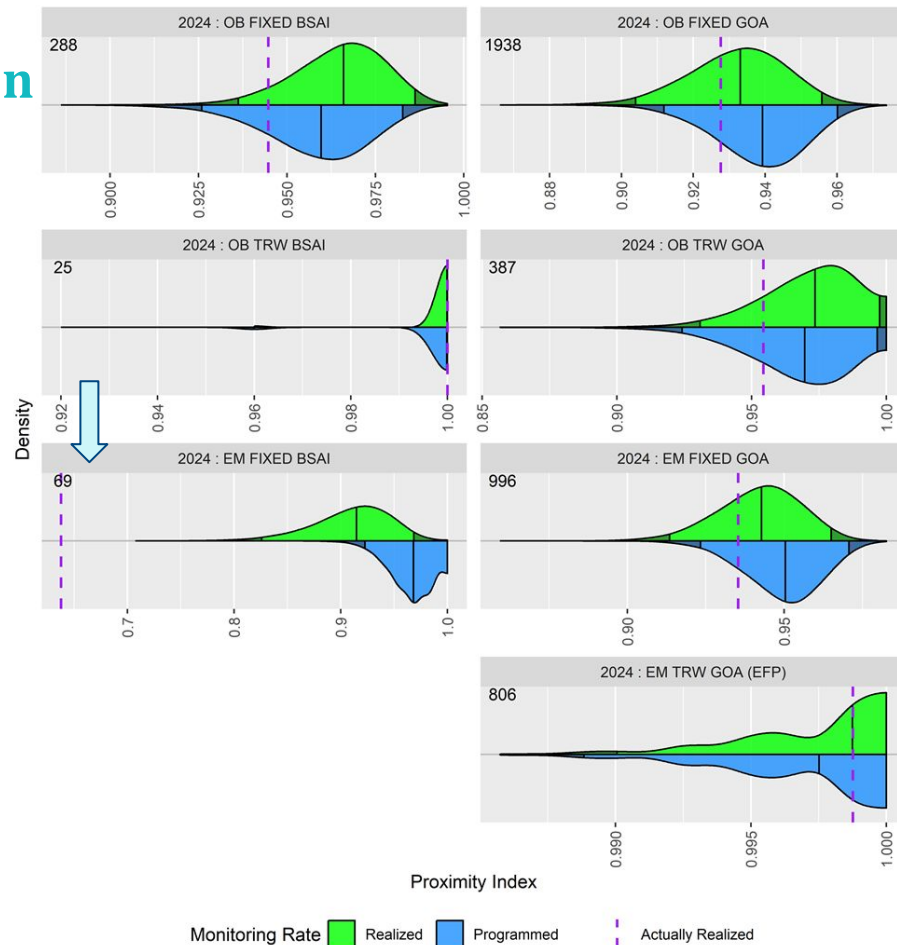 n
2024 : OB FIXED BSAI
288
0.900 0.925 0.950 0.975 1.000
2024 : OB FIXED GOA
1938
0.88 0.90 0.92 0.94 0.96
2024 : OB TRW BSAI
25
0.92 0.94 0.96 0.98 1.00
2024 : OB TRW GOA
387
0.85 0.90 0.95 1.00
Density
2024 : EM FIXED BSAI
69
0.7 0.8 0.9 1.0
2024 : EM FIXED GOA
996
0.90 0.95
2024 : EM TRW GOA (EFP)
806
0.990 0.995 1.000
Proximity Index
Monitoring Rate Realized Programmed Actually Realized